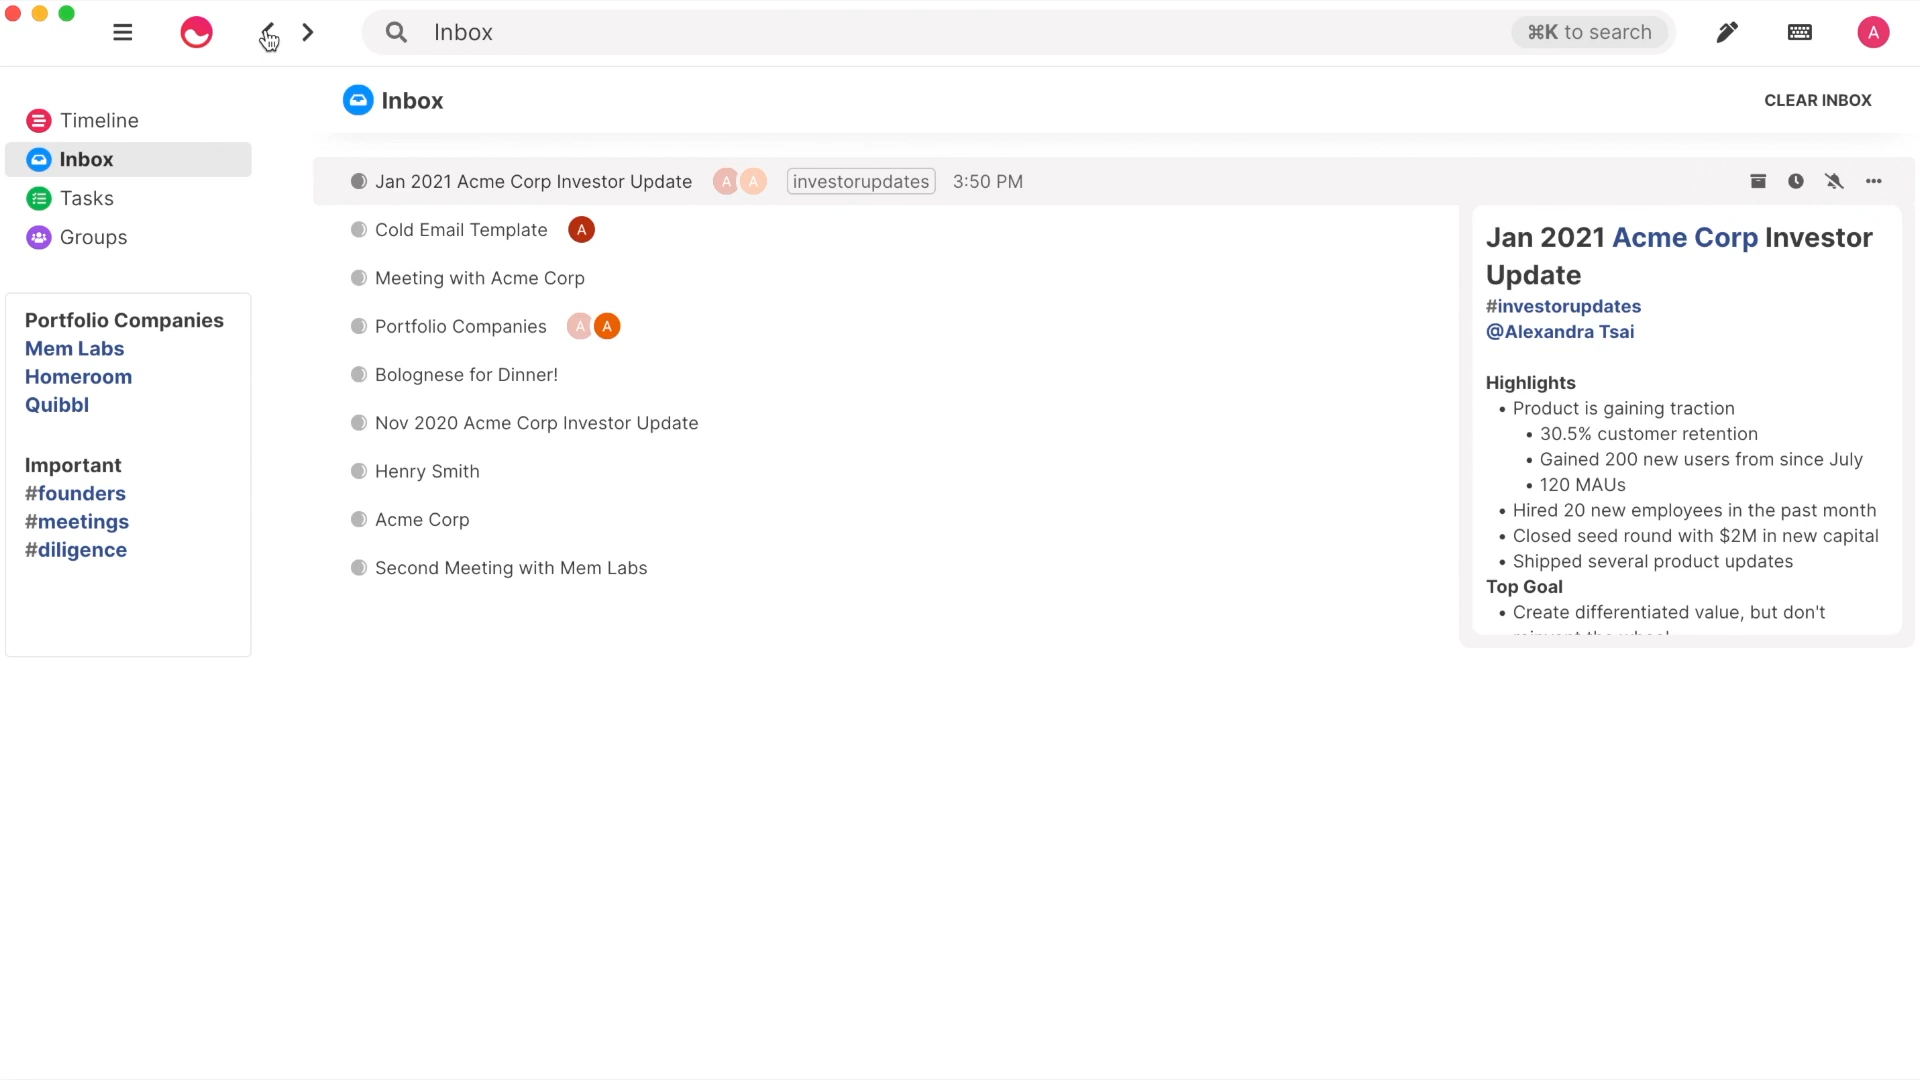 Inbox
⌘K to search
A
Timeline
Inbox
Tasks
Groups
Portfolio Companies
Mem Labs
Homeroom
Quibbl
Important
#founders
#meetings
#diligence
Inbox
CLEAR INBOX
Jan 2021 Acme Corp Investor Update A A investorupdates 3:50 PM
Cold Email Template A
Meeting with Acme Corp
Portfolio Companies A A
Bolognese for Dinner!
Nov 2020 Acme Corp Investor Update
Henry Smith
Acme Corp
Second Meeting with Mem Labs
Jan 2021 Acme Corp Investor
Update
#investorupdates
@Alexandra Tsai
Highlights
• Product is gaining traction
• 30.5% customer retention
• Gained 200 new users from since July
• 120 MAUs
• Hired 20 new employees in the past month
• Closed seed round with $2M in new capital
• Shipped several product updates
Top Goal
• Create differentiated value, but don't